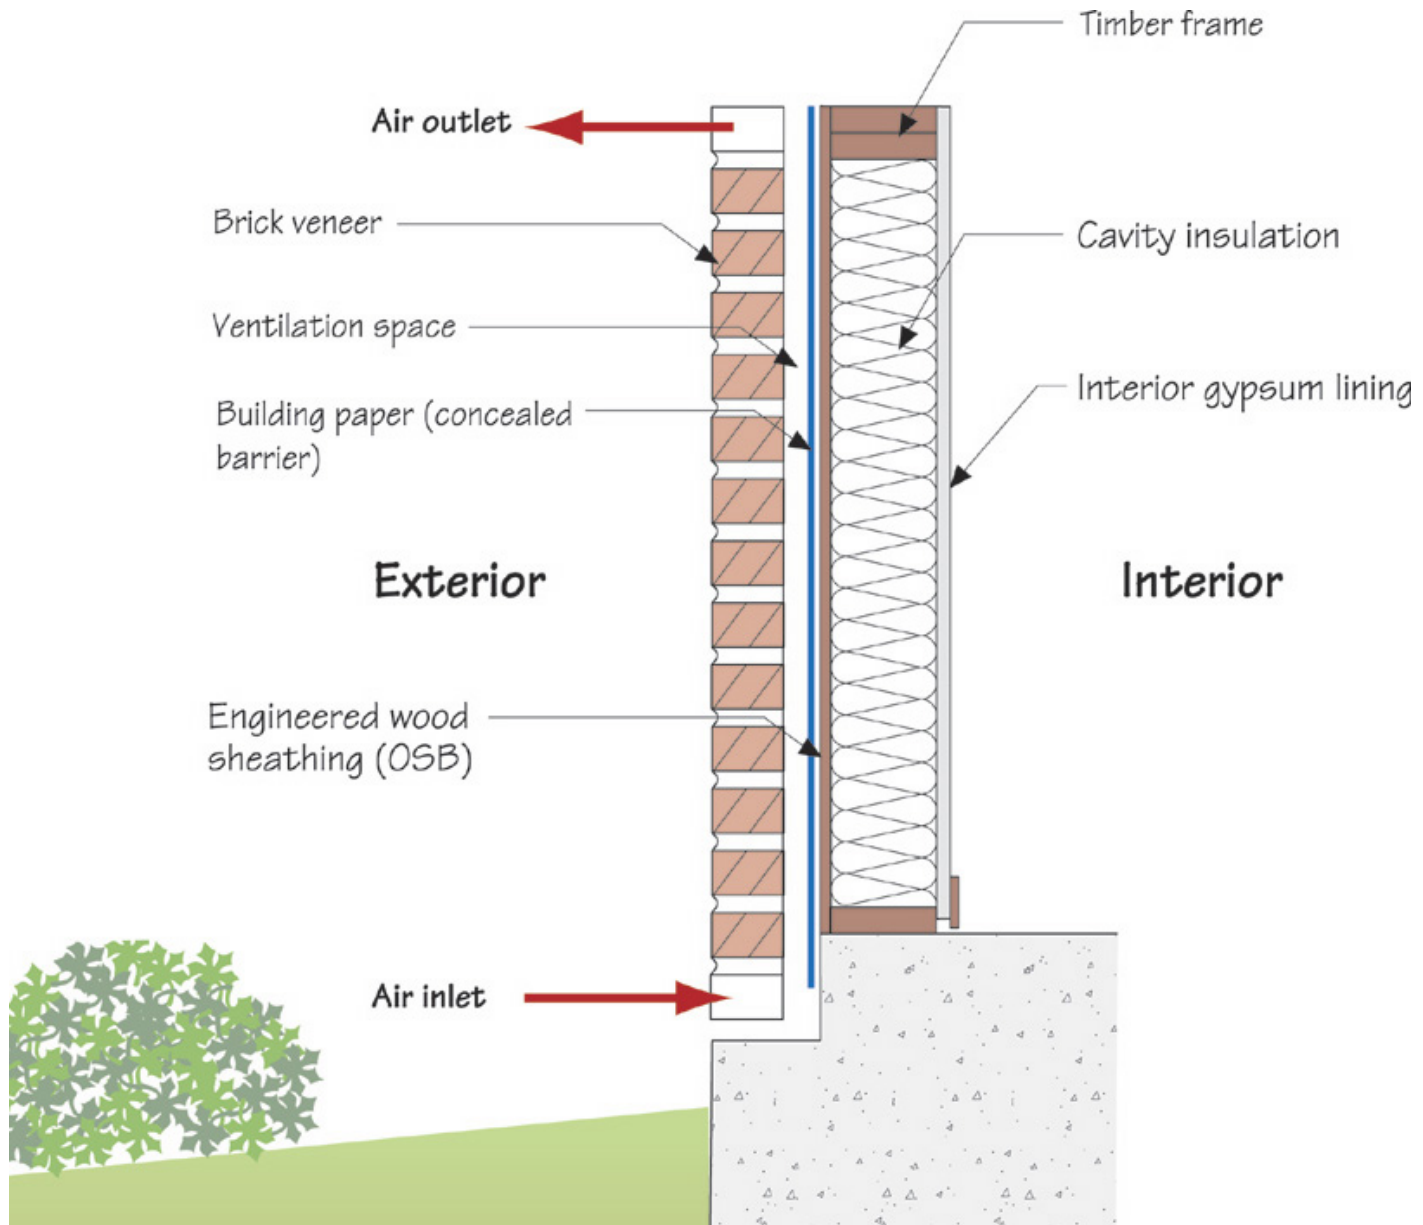 Timber frame
Air outlet
Brick veneer
Cavity insulation
Ventilation space
Interior gypsum lining
Building paper (concealed
barrier)
Exterior
Interior
Engineered wood
sheathing (OSB)
Air inlet